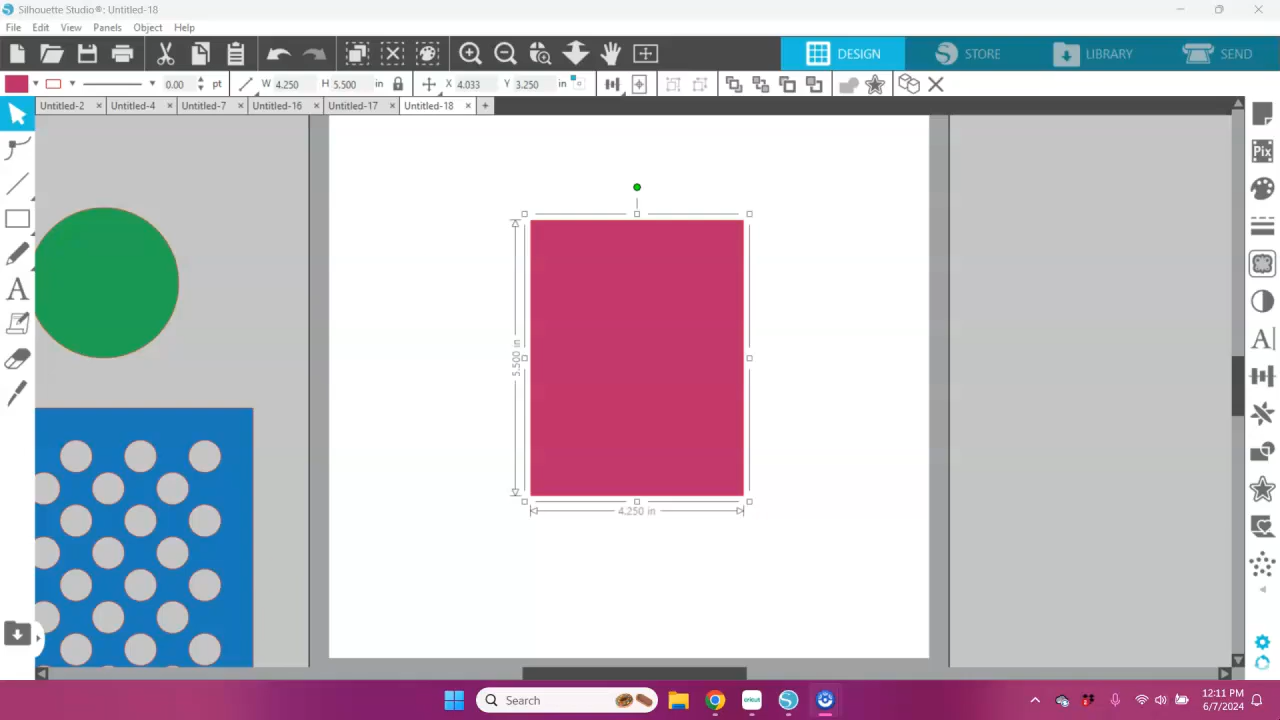 Silhouette Studio®: Untitled-18
File Edit View Panels Object Help
DESIGN STORE LIBRARY SEND
0.00 pt W 4.250 H 5.500 in X 4.033 Y 3.250 in
Untitled-2 Untitled-4 Untitled-7 Untitled-16 Untitled-17 Untitled-18
Pix
A
A
5.500 in
4.250 in
Search
cricut
12:11 PM
6/7/2024